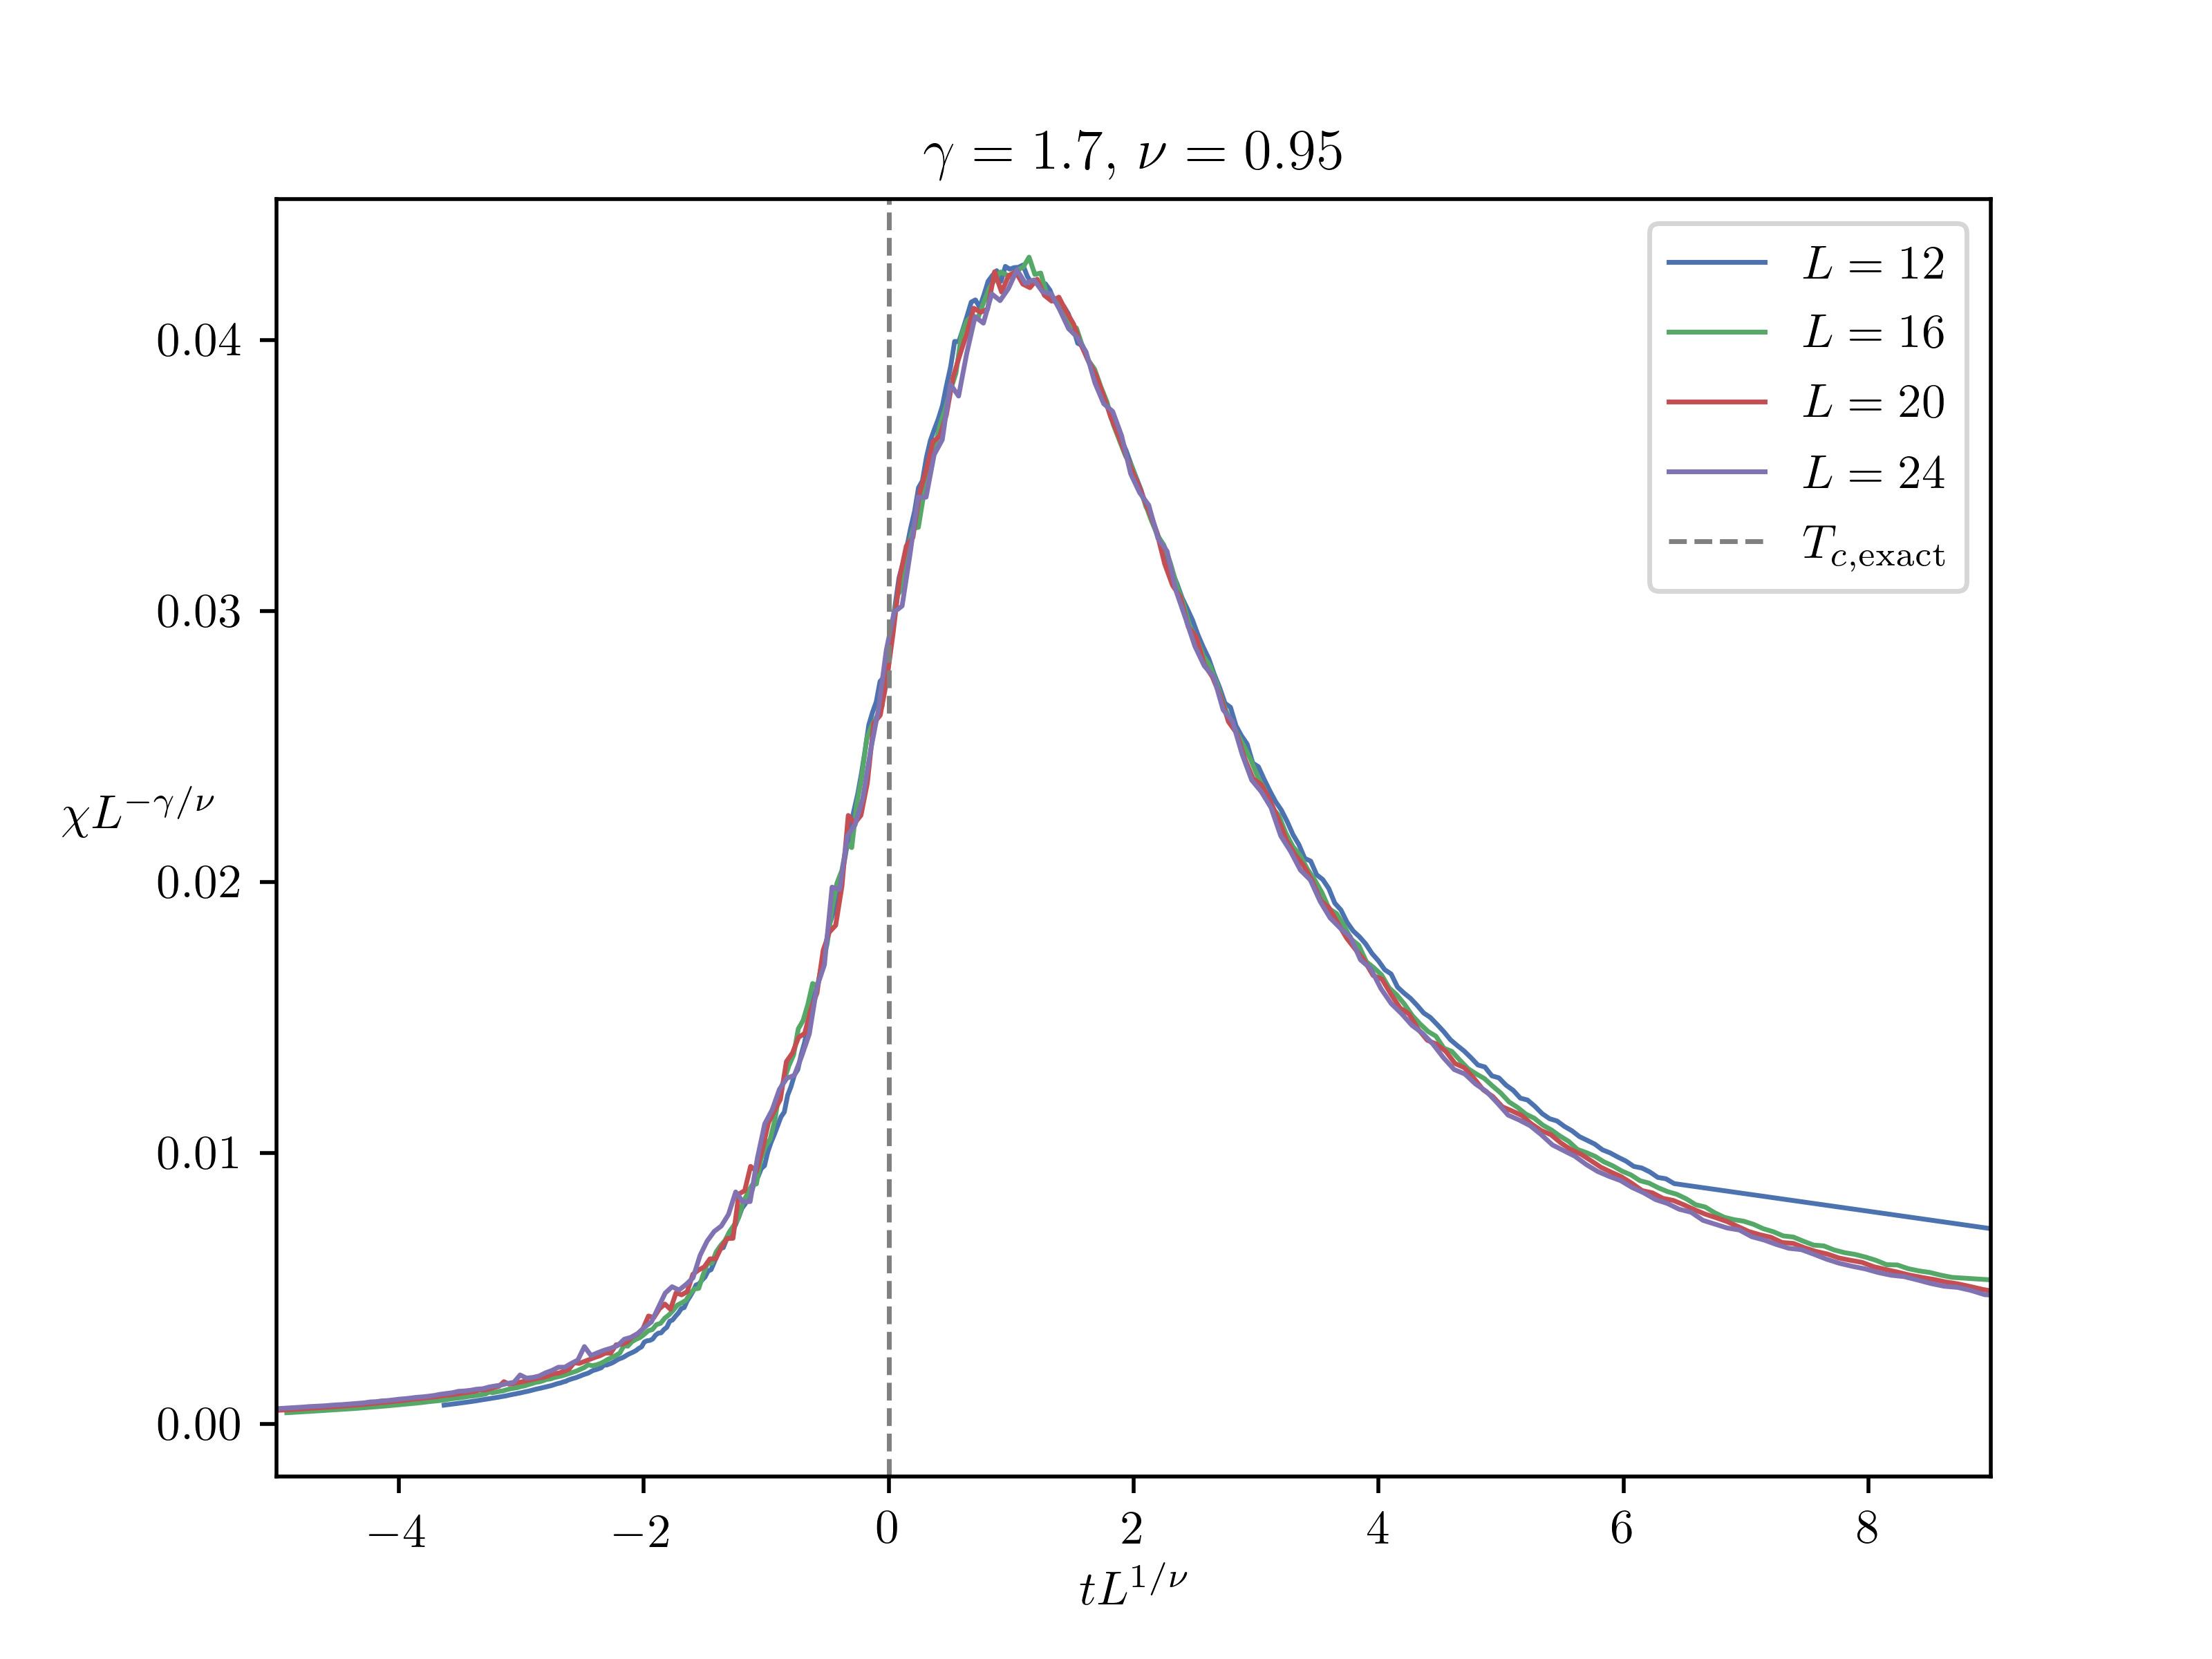 γ = 1.7, ν = 0.95
L = 12
L = 16
L = 20
L = 24
T_{c,exact}
0.04
0.03
χL^{−γ/ν}
0.02
0.01
0.00
−4 −2 0 2 4 6 8
tL^{1/ν}